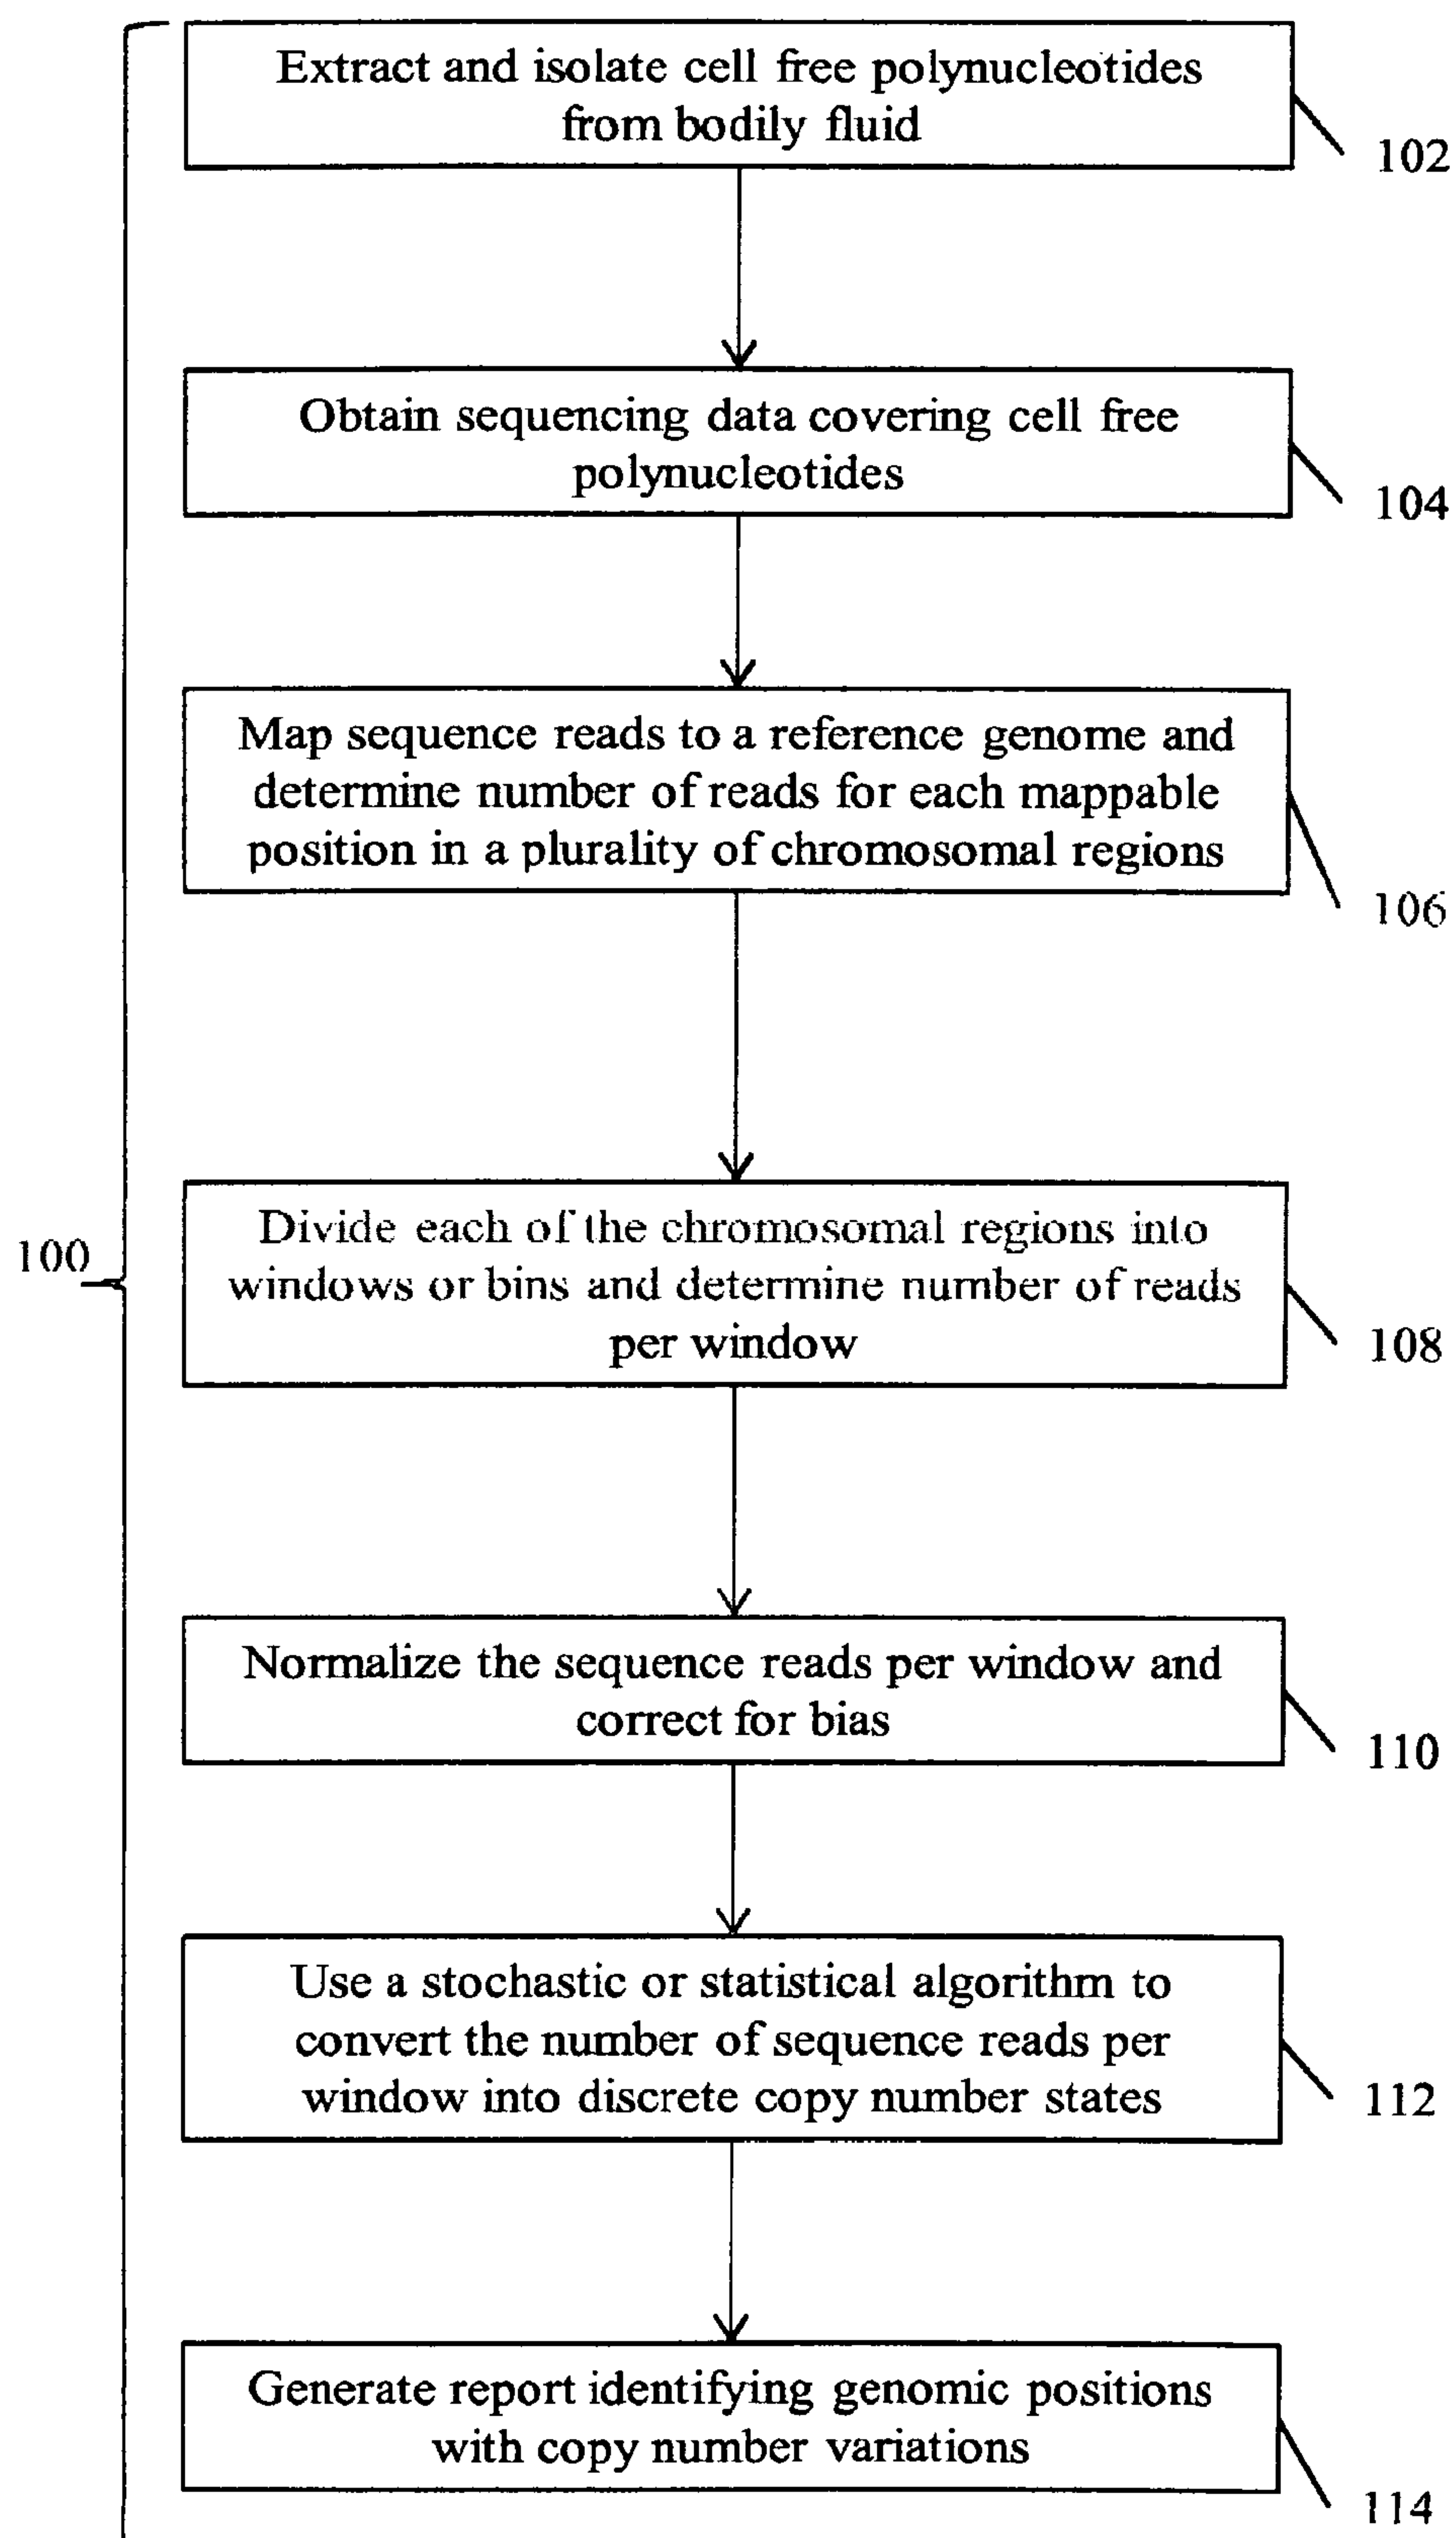 Extract and isolate cell free polynucleotides
from bodily fluid
102
Obtain sequencing data covering cell free
polynucleotides
104
Map sequence reads to a reference genome and
determine number of reads for each mappable
position in a plurality of chromosomal regions
106
100
Divide each of the chromosomal regions into
windows or bins and determine number of reads
per window
108
Normalize the sequence reads per window and
correct for bias
110
Use a stochastic or statistical algorithm to
convert the number of sequence reads per
window into discrete copy number states
112
Generate report identifying genomic positions
with copy number variations
114